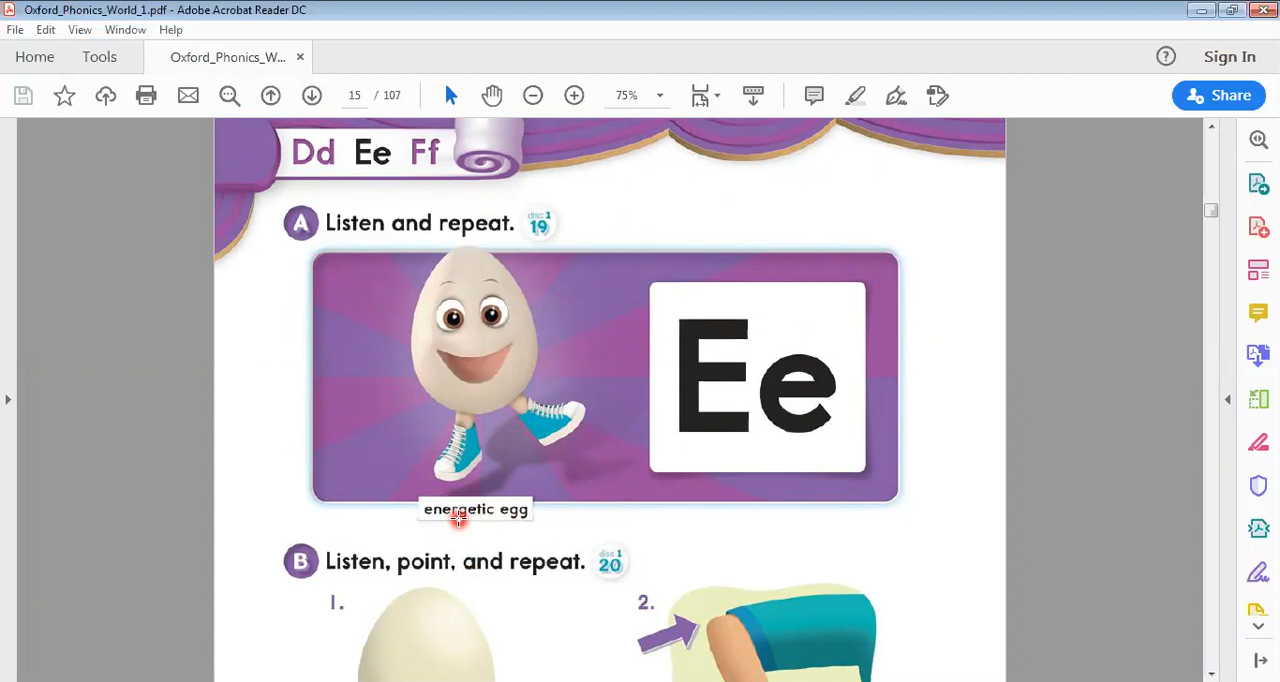 Oxford_Phonics_World_1.pdf - Adobe Acrobat Reader DC
File Edit View Window Help
Home Tools Oxford_Phonics_W... ×
? Sign In
15 / 107 75% Share
Dd Ee Ff
A Listen and repeat. disc 1 19
Ee
energetic egg
B Listen, point, and repeat. disc 1 20
1. 2.